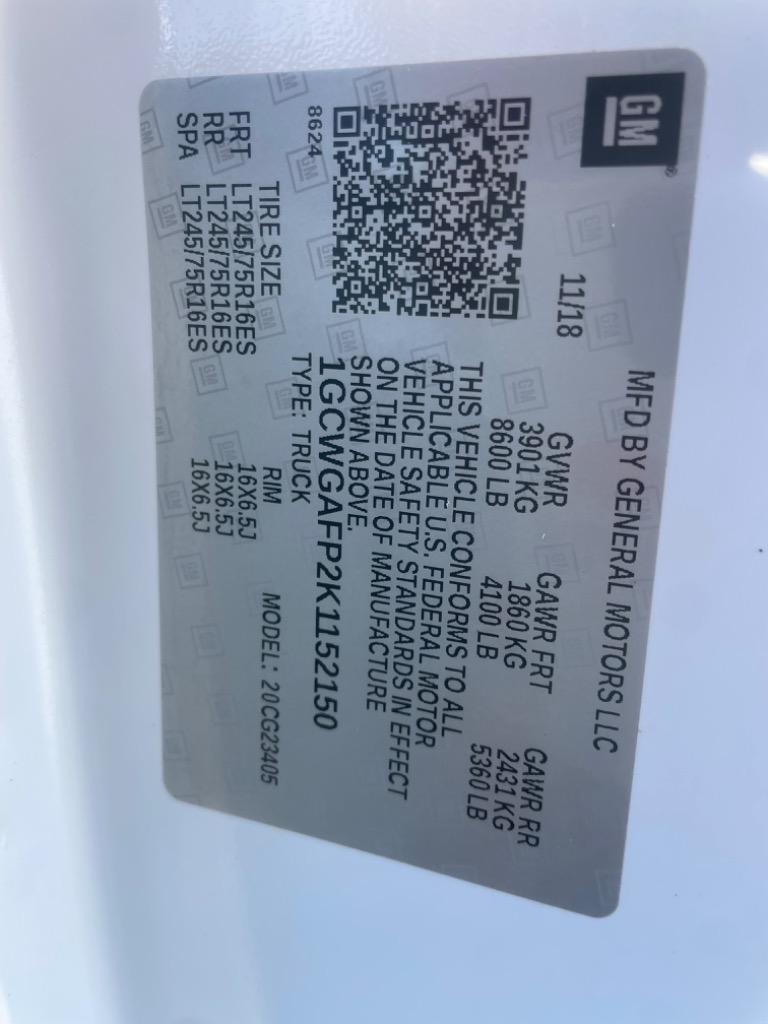 GM
MFD BY GENERAL MOTORS LLC
11/18
GVWR GAWR FRT GAWR RR
3901 KG 1860 KG 2431 KG
8600 LB 4100 LB 5360 LB
THIS VEHICLE CONFORMS TO ALL
APPLICABLE U.S. FEDERAL MOTOR
VEHICLE SAFETY STANDARDS IN EFFECT
ON THE DATE OF MANUFACTURE
SHOWN ABOVE.
1GCWGAFP2K1152150
8624 TYPE: TRUCK
TIRE SIZE RIM MODEL: 20CG23405
FRT LT245/75R16ES 16X6.5J
RR LT245/75R16ES 16X6.5J
SPA LT245/75R16ES 16X6.5J